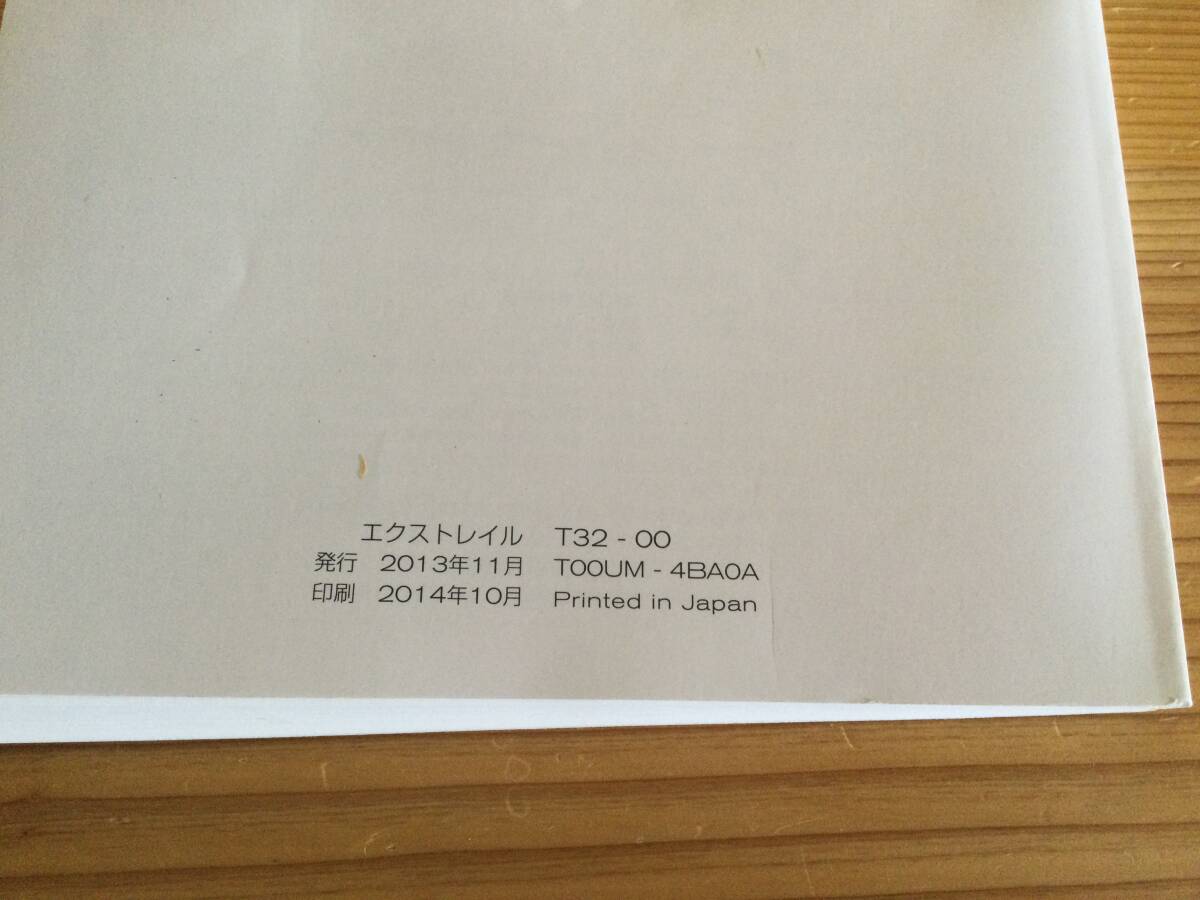 エクストレイル T32 - 00
発行 2013年11月 T00UM - 4BA0A
印刷 2014年10月 Printed in Japan